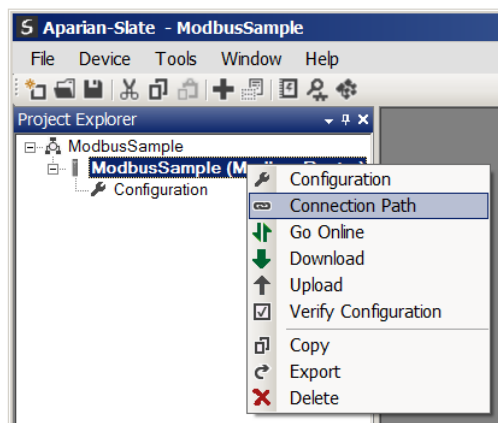 Aparian-Slate - ModbusSample
File Device Tools Window Help
Project Explorer
ModbusSample
ModbusSample
Configuration
Configuration
Connection Path
Go Online
Download
Upload
Verify Configuration
Copy
Export
Delete